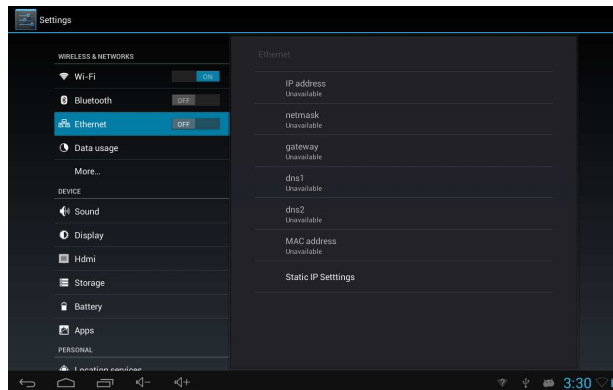 Settings
WIRELESS & NETWORKS
Wi-Fi ON
Bluetooth OFF
Ethernet OFF
Data usage
More...
DEVICE
Sound
Display
Hdmi
Storage
Battery
Apps
PERSONAL
Location services
Ethernet
IP address
Unavailable
netmask
Unavailable
gateway
Unavailable
dns1
Unavailable
dns2
Unavailable
MAC address
Unavailable
Static IP Setttings
3:30